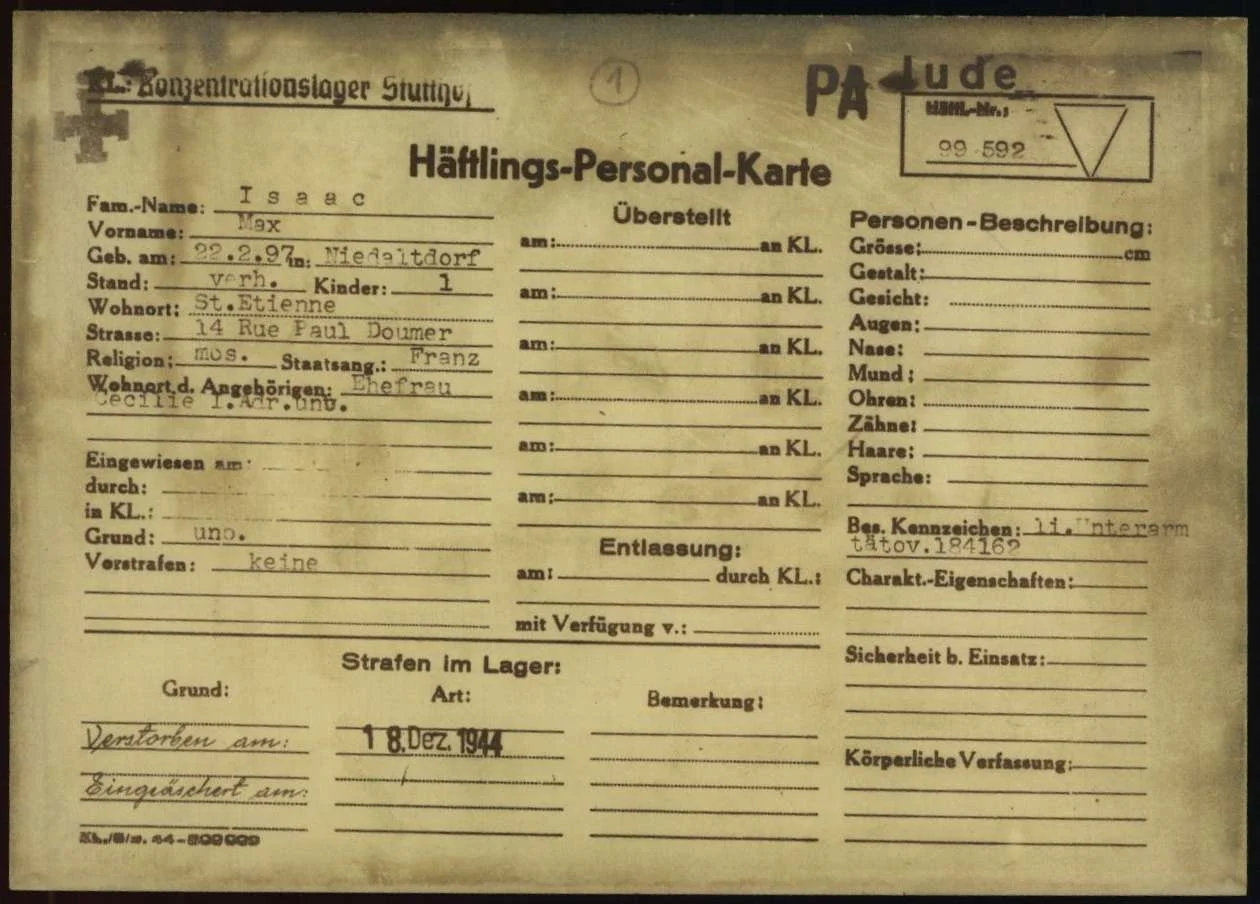 KL.: Konzentrationslager Stutthof
1
PA Jude
Häftl.-Nr.:
99 592
Häftlings-Personal-Karte
Fam.-Name: Isaac
Vorname: Max
Geb. am: 22.2.97 in: Niedaltdorf
Stand: verh. Kinder: 1
Wohnort: St.Etienne
Strasse: 14 Rue Paul Doumer
Religion: mos. Staatsang.: Franz
Wohnort d. Angehörigen: Ehefrau
Cecilie I.Adr.unb.
Eingewiesen am:
durch:
in KL.:
Grund: unb.
Vorstrafen: keine
Überstellt
am: an KL.
am: an KL.
am: an KL.
am: an KL.
am: an KL.
am: an KL.
Entlassung:
am: durch KL.:
mit Verfügung v.:
Personen-Beschreibung:
Grösse: cm
Gestalt:
Gesicht:
Augen:
Nase:
Mund:
Ohren:
Zähne:
Haare:
Sprache:
Bes. Kennzeichen: li.Unterarm
tätov.184162
Charakt.-Eigenschaften:
Sicherheit b. Einsatz:
Körperliche Verfassung:
Strafen im Lager:
Grund: Art: Bemerkung:
Verstorben am: 18.Dez.1944
Eingeäschert am: